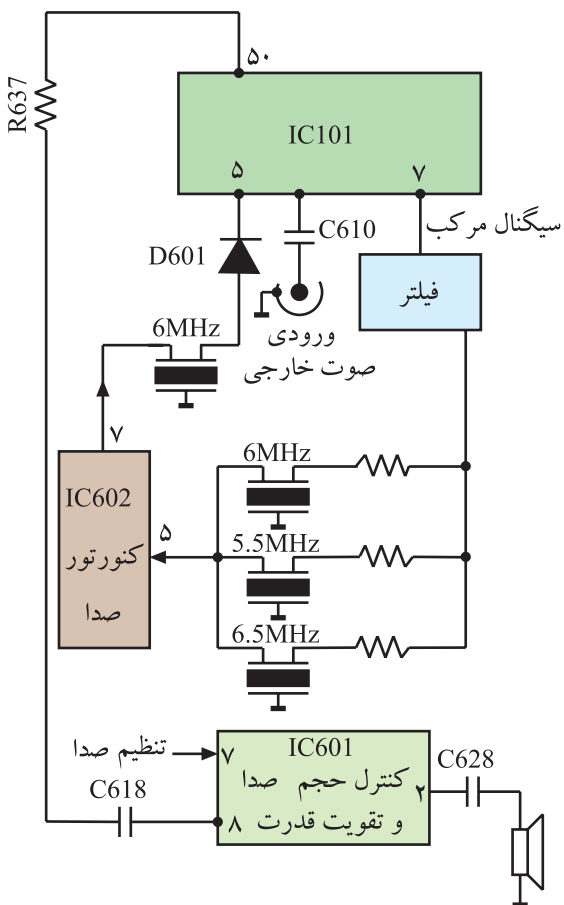 ۵۰
R637
IC101
۵
۷
C610
سیگنال مرکب
D601
فیلتر
ورودی
صوت خارجی
6MHz
۷
6MHz
IC602
۵
5.5MHz
کنورتور
صدا
6.5MHz
IC601
تنظیم صدا
۷
C628
کنترل حجم صدا
۲
C618
۸
و تقویت قدرت